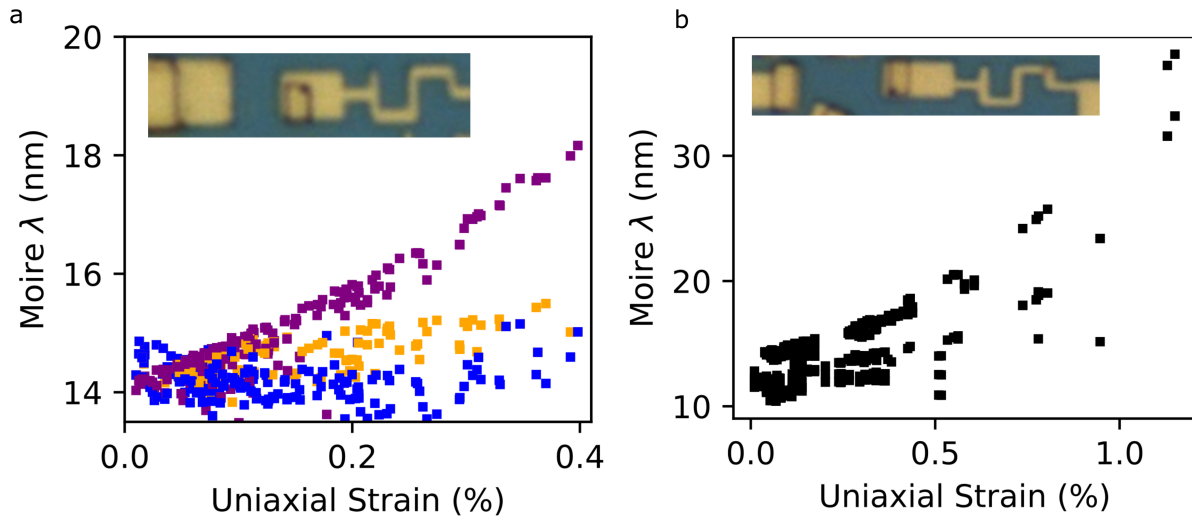 a
20
18
16
14
Moire λ (nm)
0.0
0.2
0.4
Uniaxial Strain (%)
b
30
20
10
Moire λ (nm)
0.0
0.5
1.0
Uniaxial Strain (%)